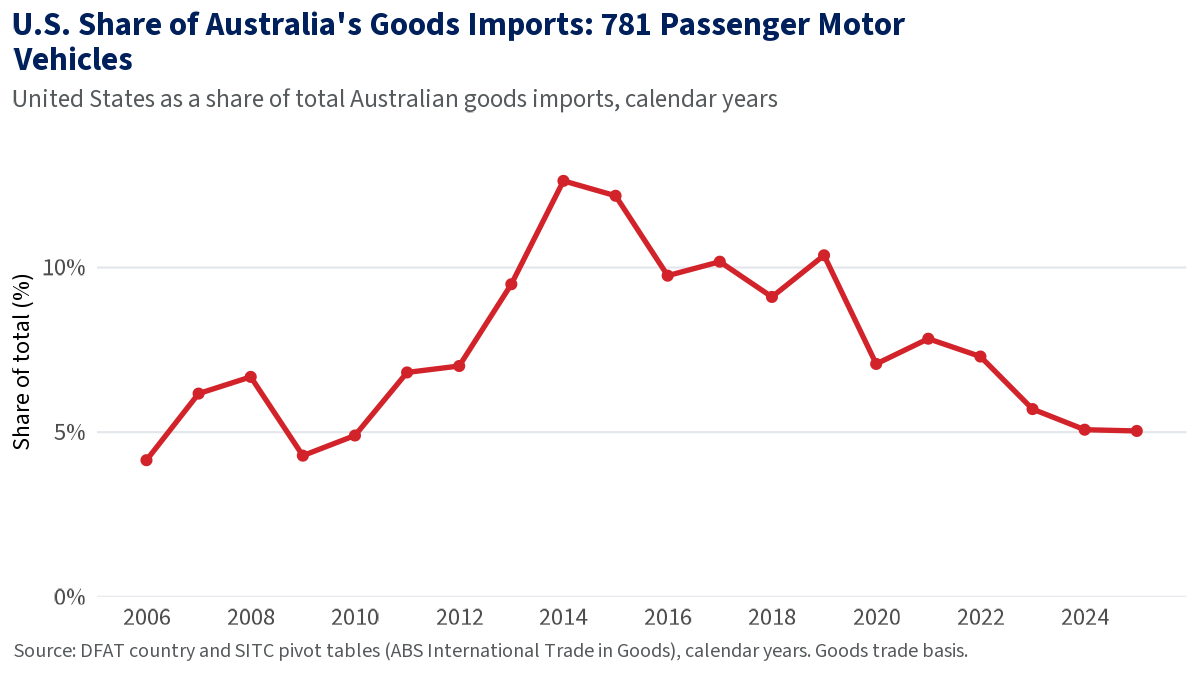 U.S. Share of Australia's Goods Imports: 781 Passenger Motor
Vehicles
United States as a share of total Australian goods imports, calendar years
Share of total (%)
10%
5%
0%
2006 2008 2010 2012 2014 2016 2018 2020 2022 2024
Source: DFAT country and SITC pivot tables (ABS International Trade in Goods), calendar years. Goods trade basis.